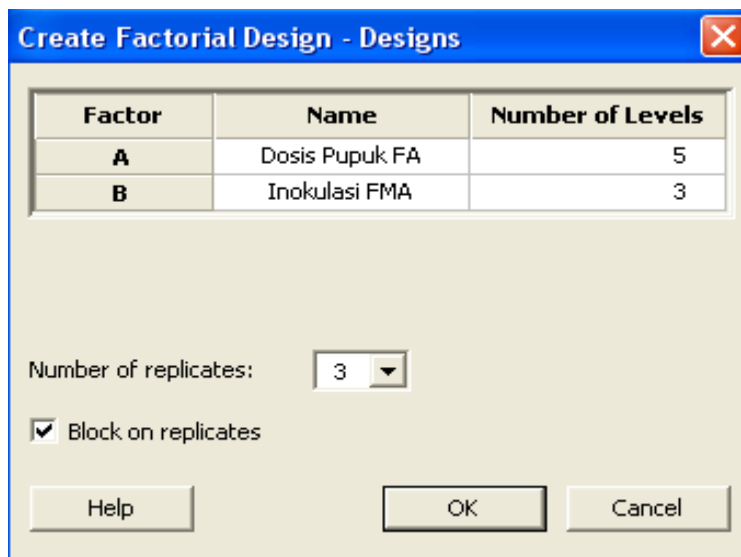 Create Factorial Design - Designs
Factor Name Number of Levels
A Dosis Pupuk FA 5
B Inokulasi FMA 3
Number of replicates: 3
Block on replicates
Help OK Cancel